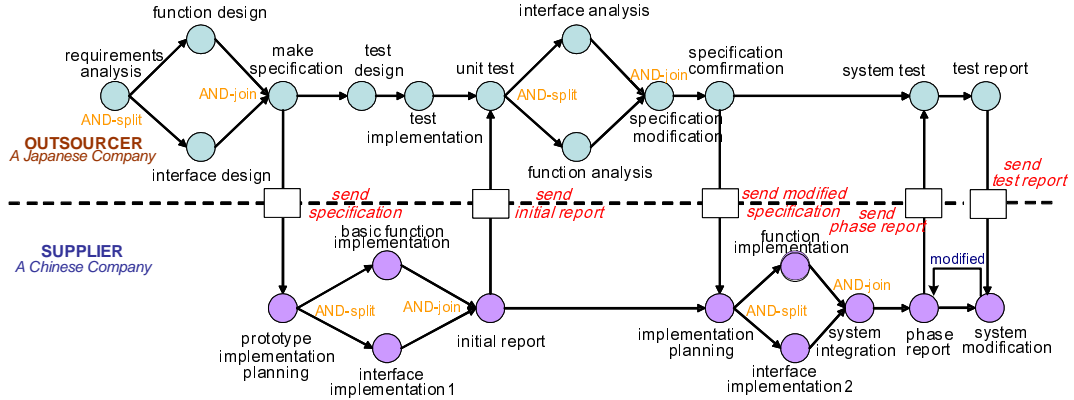 function design
interface analysis
requirements
analysis
make
specification
test
design
unit test
AND-join
specification
comfirmation
system test
test report
AND-join
AND-split
AND-split
test
implementation
specification
modification
OUTSOURCER
A Japanese Company
interface design
function analysis
send
test report
send
specification
send
initial report
send modified
specification
send
phase report
SUPPLIER
A Chinese Company
basic function
implementation
function
implementation
modified
AND-split
AND-join
AND-split
AND-join
prototype
implementation
planning
initial report
implementation
planning
system
integration
phase
report
system
modification
interface
implementation 1
interface
implementation 2